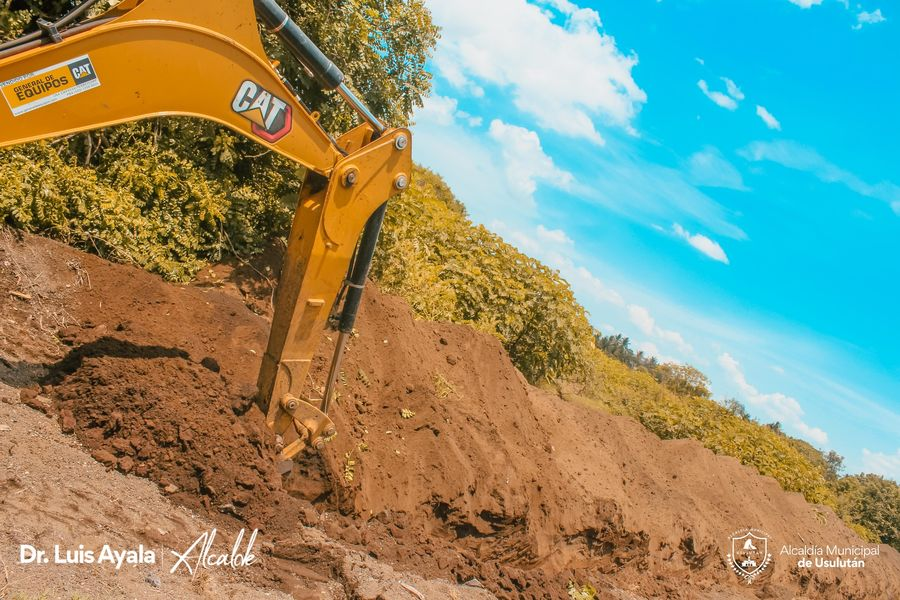 GENERAL DE
EQUIPOS
CAT
CAT
Dr. Luis Ayala | Alcalde
Alcaldía Municipal
de Usulután